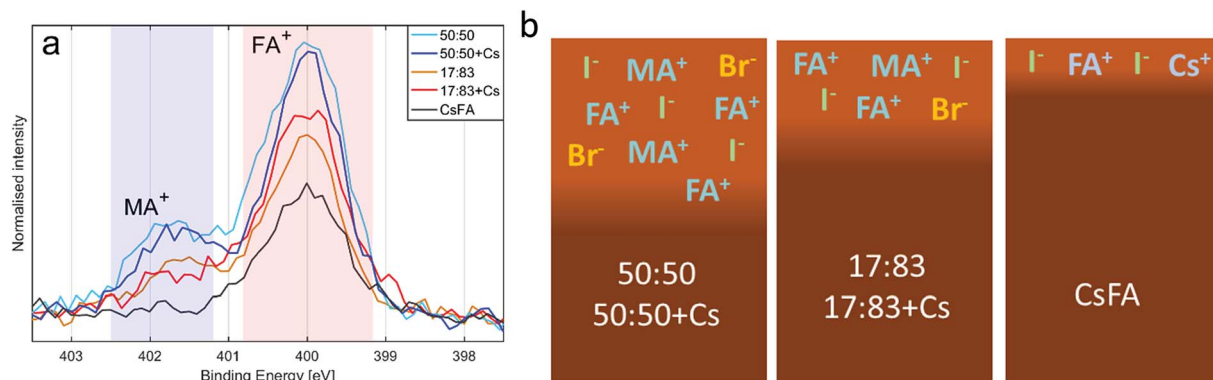 a
MA⁺
FA⁺
50:50
50:50+Cs
17:83
17:83+Cs
CsFA
Normalised intensity
403 402 401 400 399 398
Binding Energy [eV]
b
I⁻ MA⁺ Br⁻
FA⁺ I⁻ FA⁺
Br⁻ MA⁺ I⁻
FA⁺
50:50
50:50+Cs
FA⁺ MA⁺ I⁻
I⁻ FA⁺ Br⁻
17:83
17:83+Cs
I⁻ FA⁺ I⁻ Cs⁺
CsFA